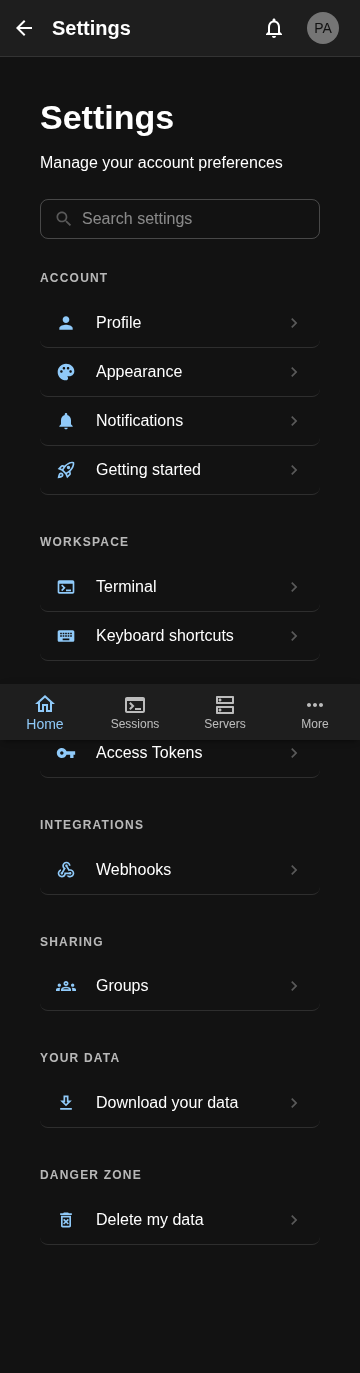 Settings
PA
Settings
Manage your account preferences
Search settings
ACCOUNT
Profile
Appearance
Notifications
Getting started
WORKSPACE
Terminal
Keyboard shortcuts
Home
Sessions
Servers
More
Access Tokens
INTEGRATIONS
Webhooks
SHARING
Groups
YOUR DATA
Download your data
DANGER ZONE
Delete my data